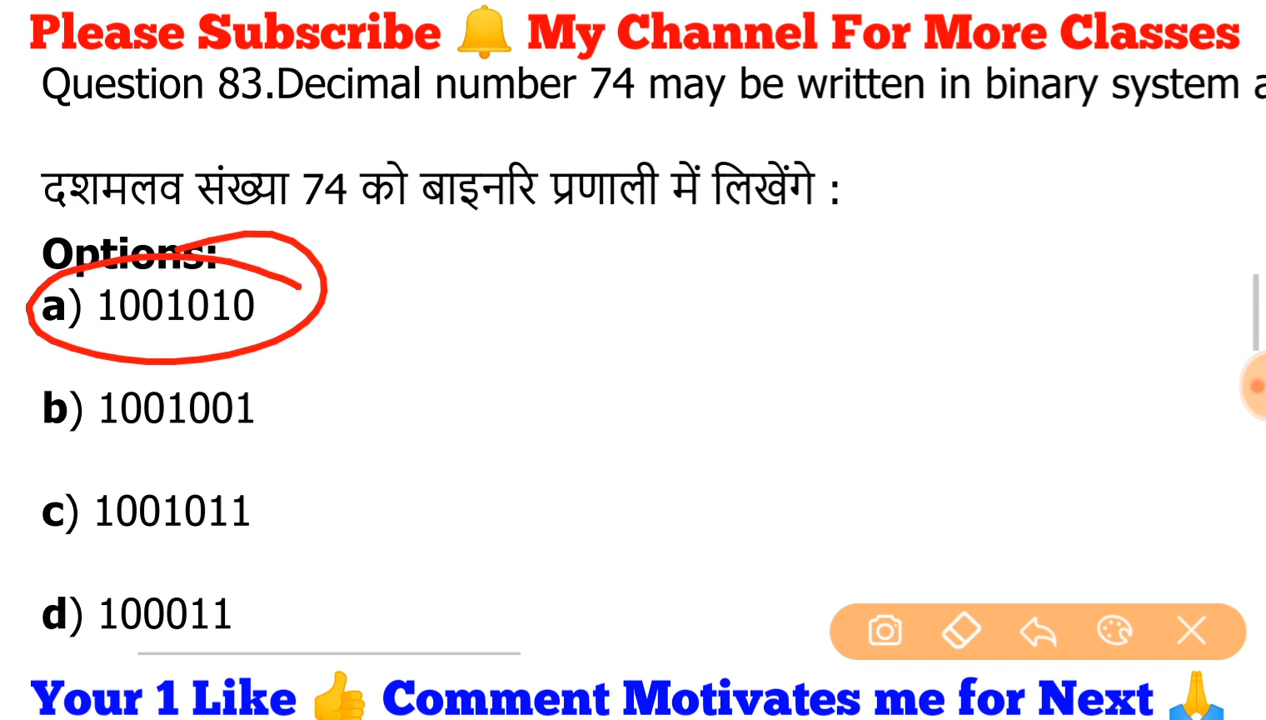 Please Subscribe 🔔 My Channel For More Classes
Question 83.Decimal number 74 may be written in binary system a
दशमलव संख्या 74 को बाइनरि प्रणाली में लिखेंगे :
Options:
a) 1001010
b) 1001001
c) 1001011
d) 100011
Your 1 Like 👍 Comment Motivates me for Next 🙏